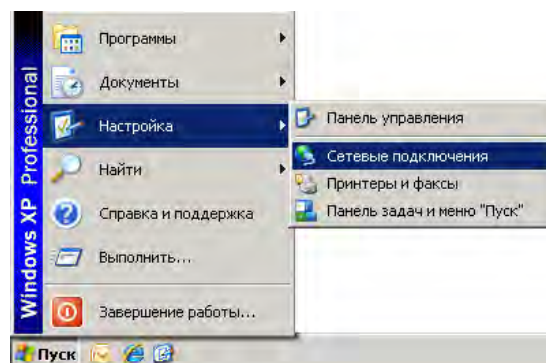 Windows XP Professional
Программы
Документы
Настройка
Найти
Справка и поддержка
Выполнить...
Завершение работы...
Панель управления
Сетевые подключения
Принтеры и факсы
Панель задач и меню "Пуск"
Пуск